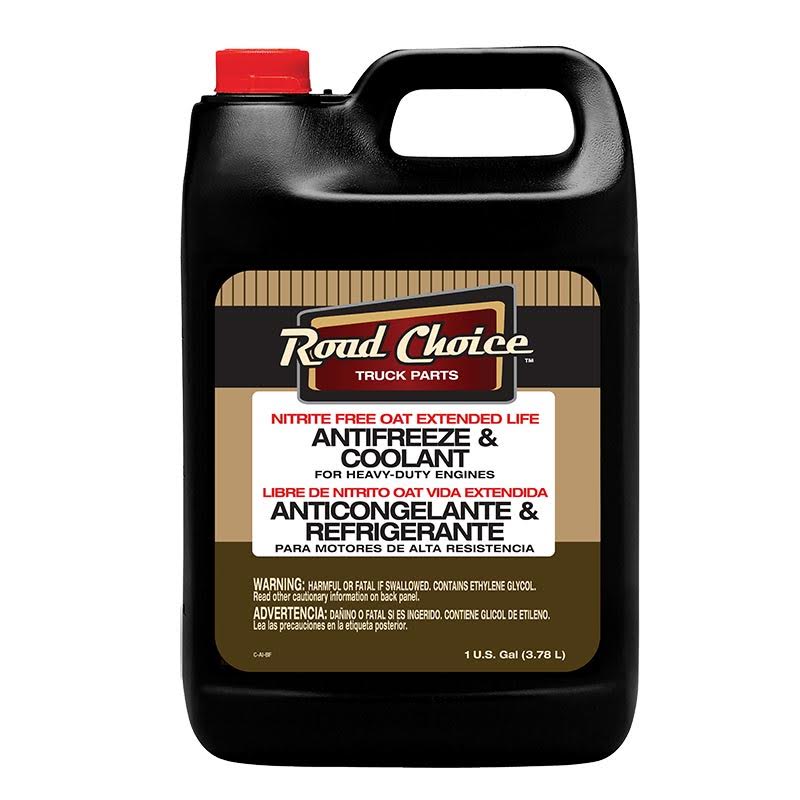 Road Choice™
TRUCK PARTS
NITRITE FREE OAT EXTENDED LIFE
ANTIFREEZE &
COOLANT
FOR HEAVY-DUTY ENGINES
LIBRE DE NITRITO OAT VIDA EXTENDIDA
ANTICONGELANTE &
REFRIGERANTE
PARA MOTORES DE ALTA RESISTENCIA
WARNING: HARMFUL OR FATAL IF SWALLOWED. CONTAINS ETHYLENE GLYCOL.
Read other cautionary information on back panel.
ADVERTENCIA: DAÑINO O FATAL SI ES INGERIDO. CONTIENE GLICOL DE ETILENO.
Lea las precauciones en la etiqueta posterior.
C-AI-BF
1 U.S. Gal (3.78 L)